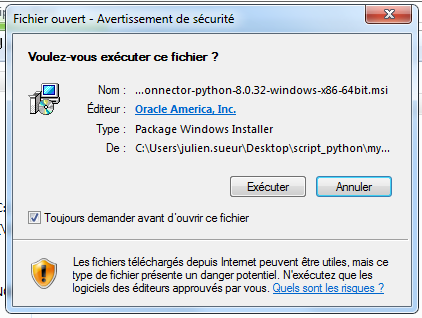 Fichier ouvert - Avertissement de sécurité
Voulez-vous exécuter ce fichier ?
Nom : ...onnector-python-8.0.32-windows-x86-64bit.msi
Éditeur : Oracle America, Inc.
Type : Package Windows Installer
De : C:\Users\julien.sueur\Desktop\script_python\my...
Exécuter Annuler
Toujours demander avant d'ouvrir ce fichier
Les fichiers téléchargés depuis Internet peuvent être utiles, mais ce
type de fichier présente un danger potentiel. N'exécutez que les
logiciels des éditeurs approuvés par vous. Quels sont les risques ?